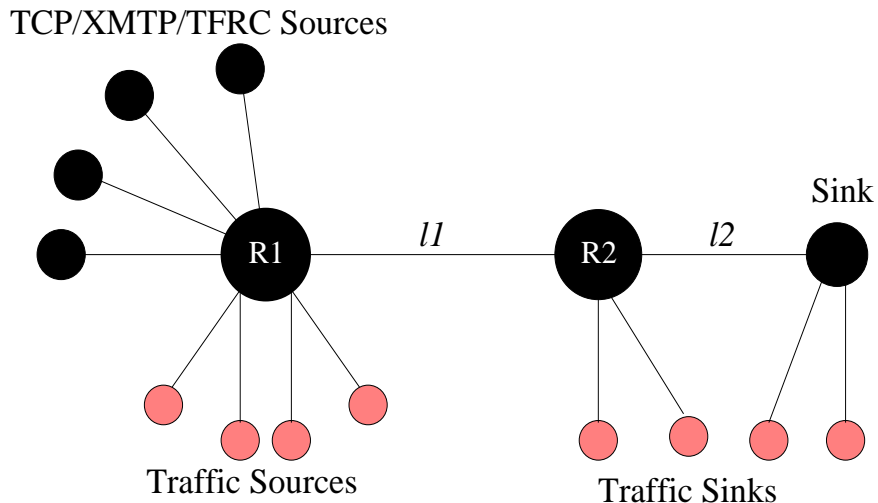 TCP/XMTP/TFRC Sources
Sink
R1
l1
R2
l2
Traffic Sources
Traffic Sinks